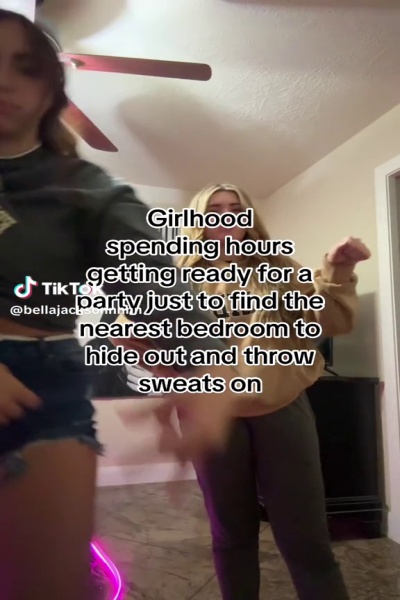 Girlhood
spending hours
getting ready for a
TikTok
party just to find the
nearest bedroom to
hide out and throw
sweats on